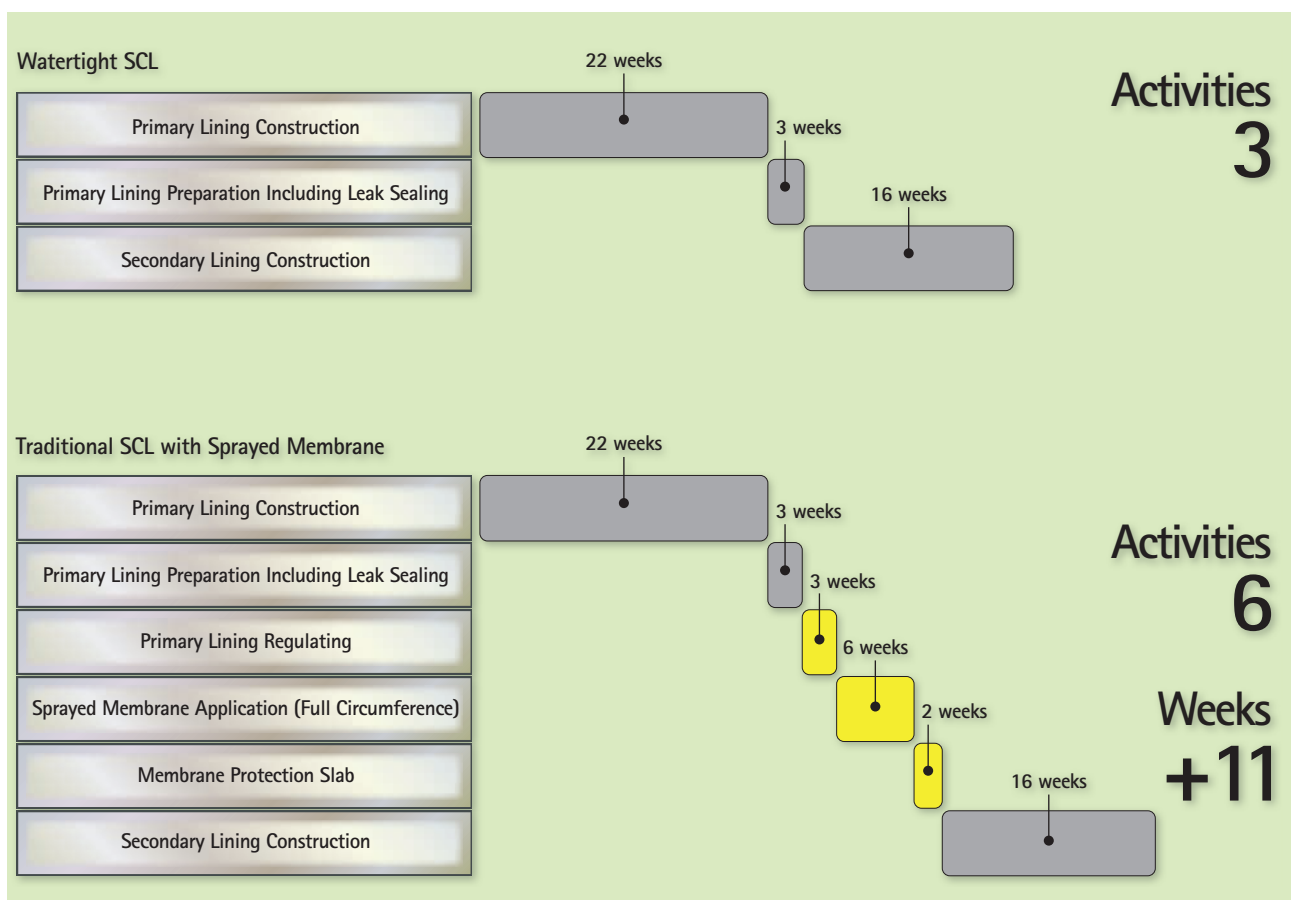 Watertight SCL
22 weeks
Activities
3
Primary Lining Construction
3 weeks
Primary Lining Preparation Including Leak Sealing
16 weeks
Secondary Lining Construction
Traditional SCL with Sprayed Membrane
22 weeks
Primary Lining Construction
3 weeks
Activities
6
Primary Lining Preparation Including Leak Sealing
3 weeks
Primary Lining Regulating
6 weeks
Sprayed Membrane Application (Full Circumference)
2 weeks
Weeks
+11
Membrane Protection Slab
16 weeks
Secondary Lining Construction